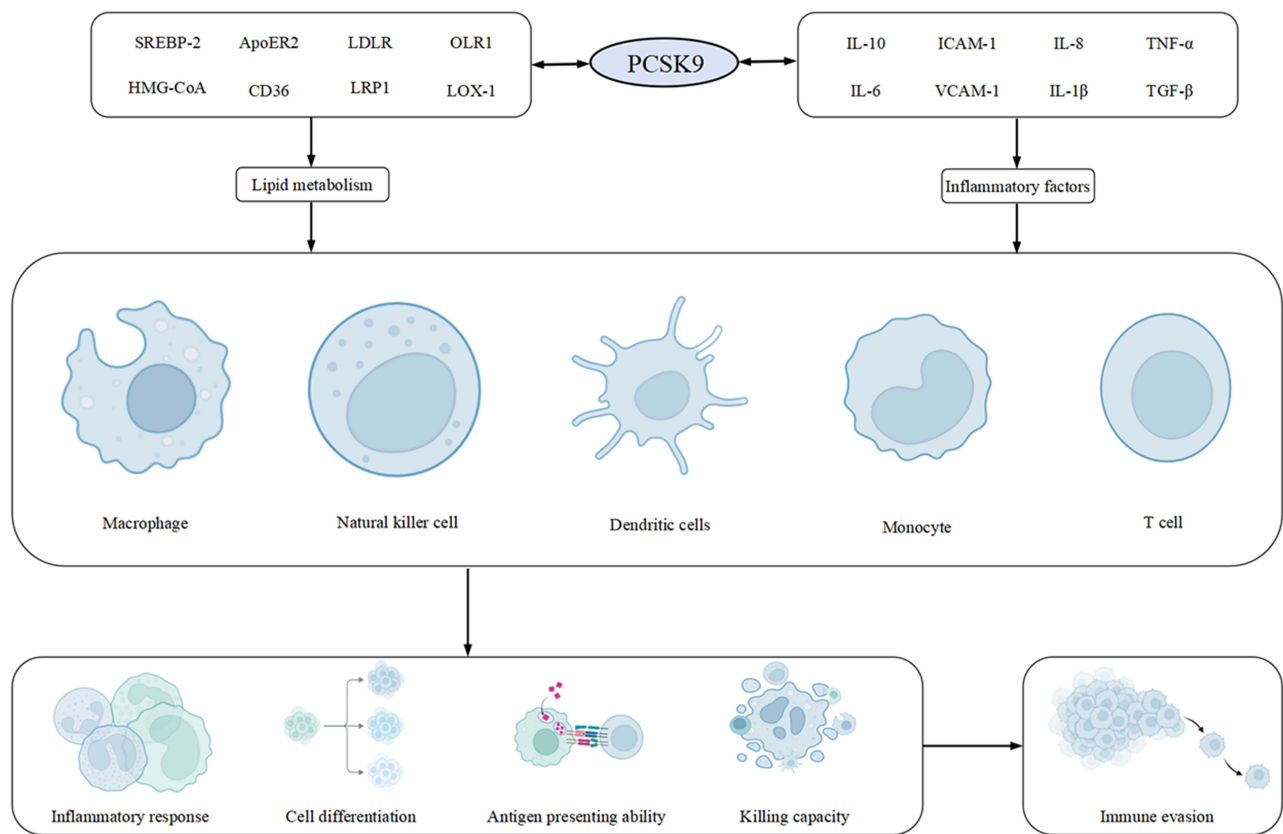 SREBP-2 ApoER2 LDLR OLR1
HMG-CoA CD36 LRP1 LOX-1
PCSK9
IL-10 ICAM-1 IL-8 TNF-α
IL-6 VCAM-1 IL-1β TGF-β
Lipid metabolism
Inflammatory factors
Macrophage
Natural killer cell
Dendritic cells
Monocyte
T cell
Inflammatory response
Cell differentiation
Antigen presenting ability
Killing capacity
Immune evasion